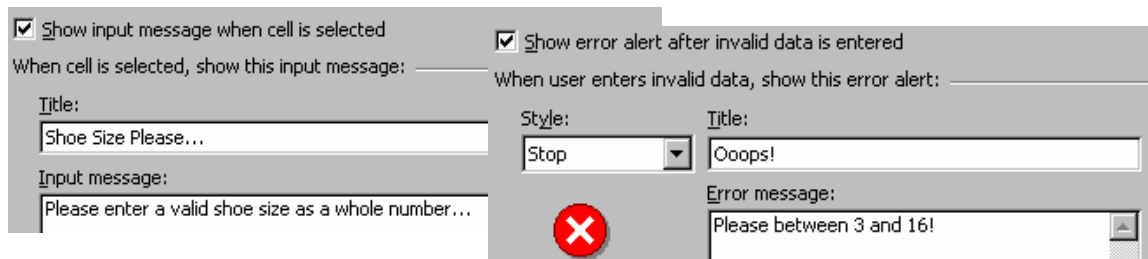 Show input message when cell is selected
When cell is selected, show this input message:
Title:
Shoe Size Please...
Input message:
Please enter a valid shoe size as a whole number...
Show error alert after invalid data is entered
When user enters invalid data, show this error alert:
Style:
Title:
Stop
Ooops!
Error message:
Please between 3 and 16!